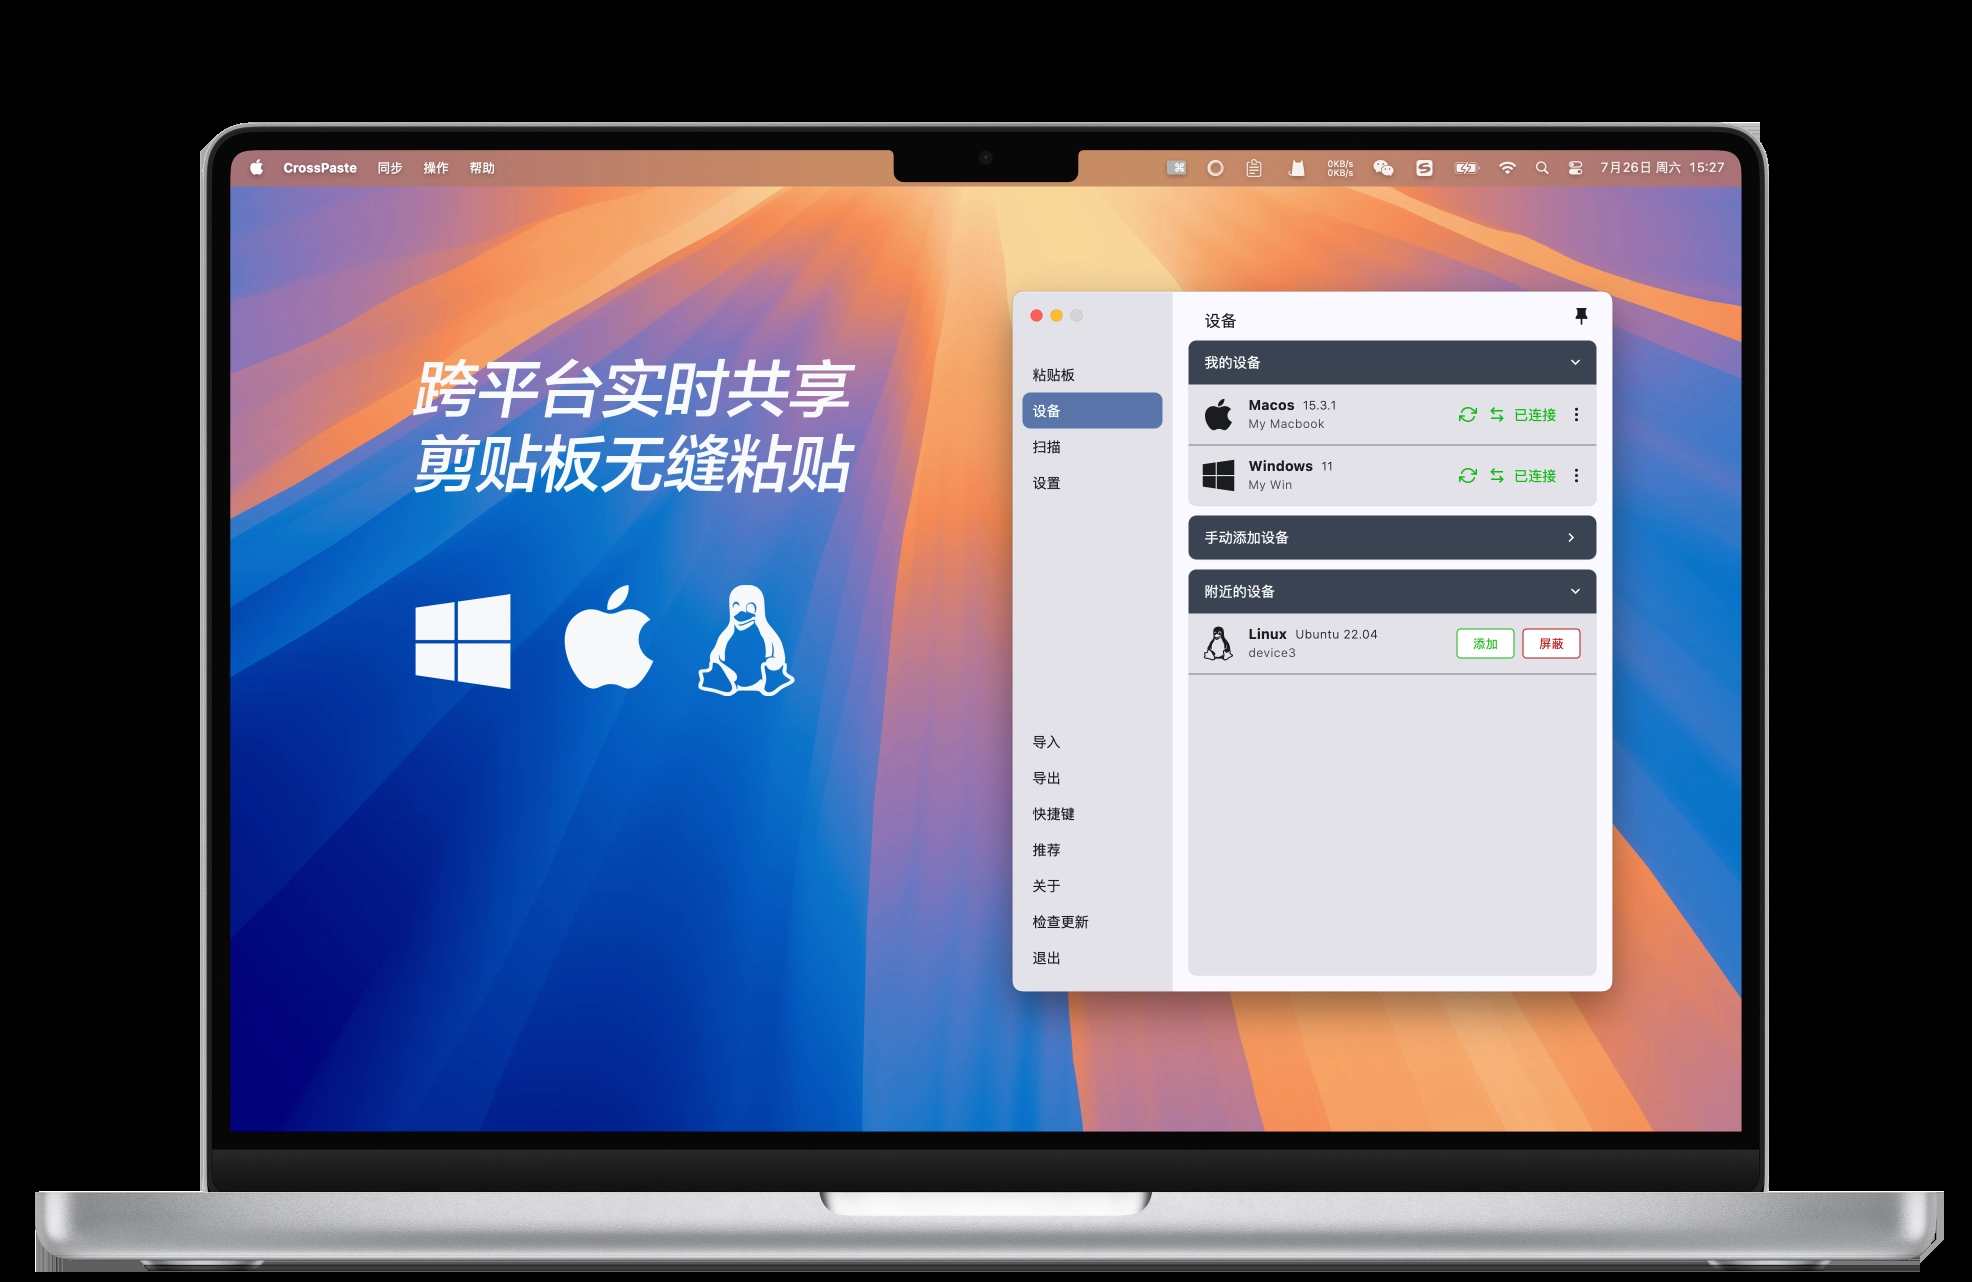 CrossPaste 同步 操作 帮助
0KB/s
0KB/s
7月26日 周六 15:27
跨平台实时共享
剪贴板无缝粘贴
粘贴板
设备
扫描
设置
导入
导出
快捷键
推荐
关于
检查更新
退出
设备
我的设备
Macos 15.3.1
My Macbook
已连接
Windows 11
My Win
已连接
手动添加设备
附近的设备
Linux Ubuntu 22.04
device3
添加 屏蔽